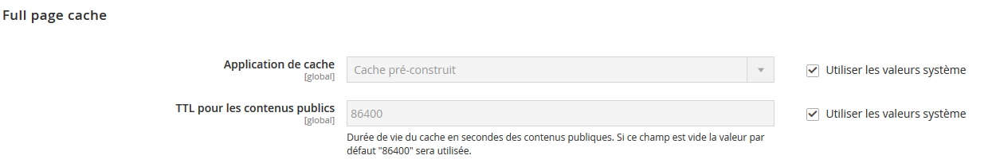 Full page cache
Application de cache
[global]
Cache pré-construit
Utiliser les valeurs système
TTL pour les contenus publics
[global]
86400
Utiliser les valeurs système
Durée de vie du cache en secondes des contenus publiques. Si ce champ est vide la valeur par
défaut "86400" sera utilisée.